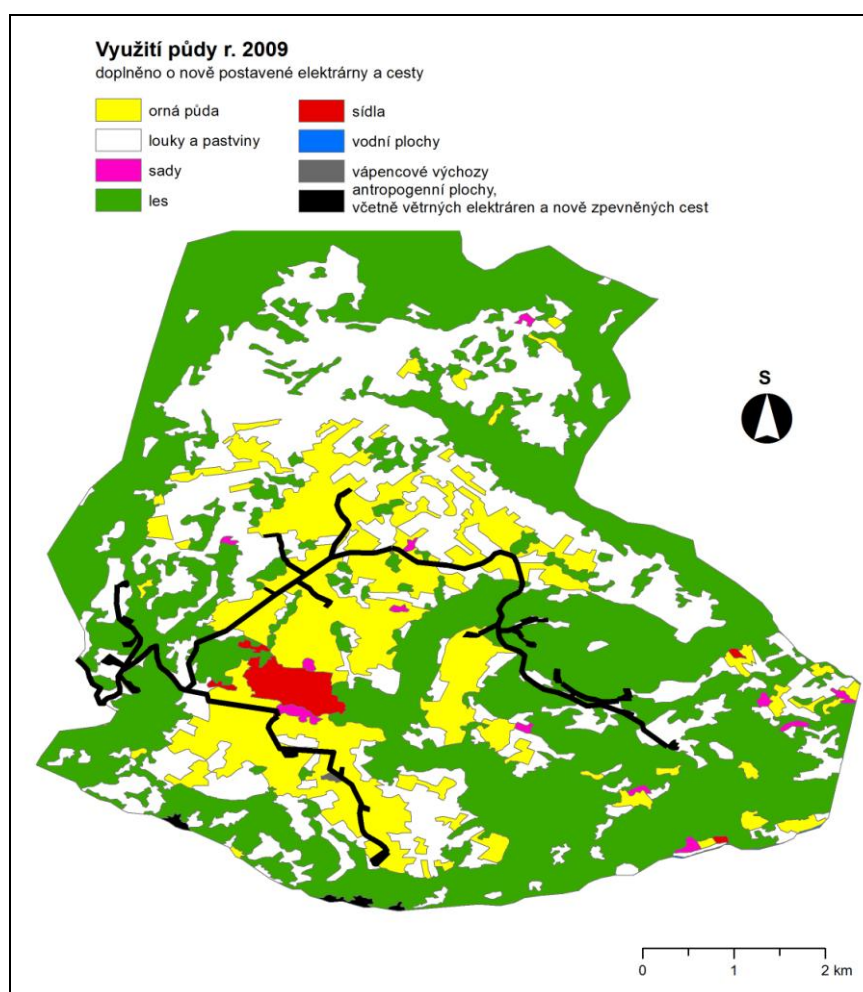 Využití půdy r. 2009
doplněno o nově postavené elektrárny a cesty
orná půda
louky a pastviny
sady
les
sídla
vodní plochy
vápencové výchozy
antropogenní plochy,
včetně větrných elektráren a nově zpevněných cest
S
0 1 2 km